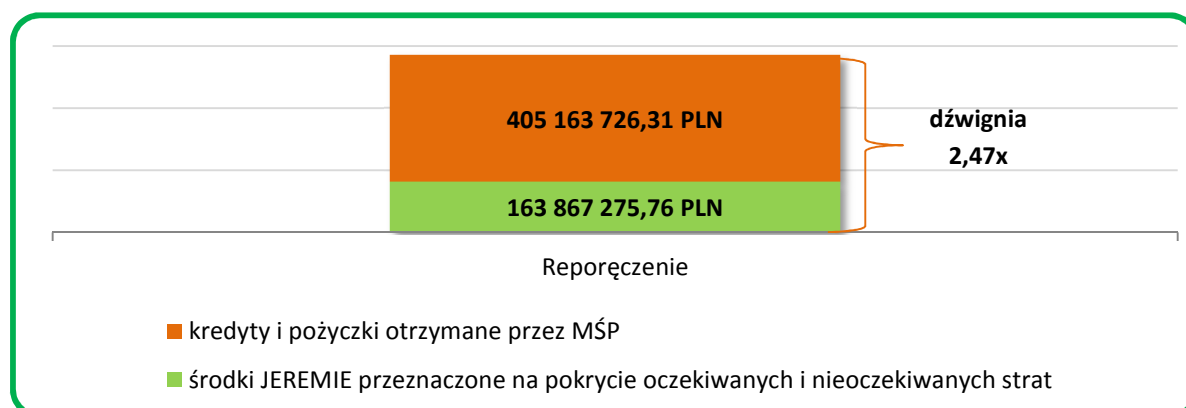 405 163 726,31 PLN
dźwignia
2,47x
163 867 275,76 PLN
Reporęczenie
kredyty i pożyczki otrzymane przez MŚP
środki JEREMIE przeznaczone na pokrycie oczekiwanych i nieoczekiwanych strat